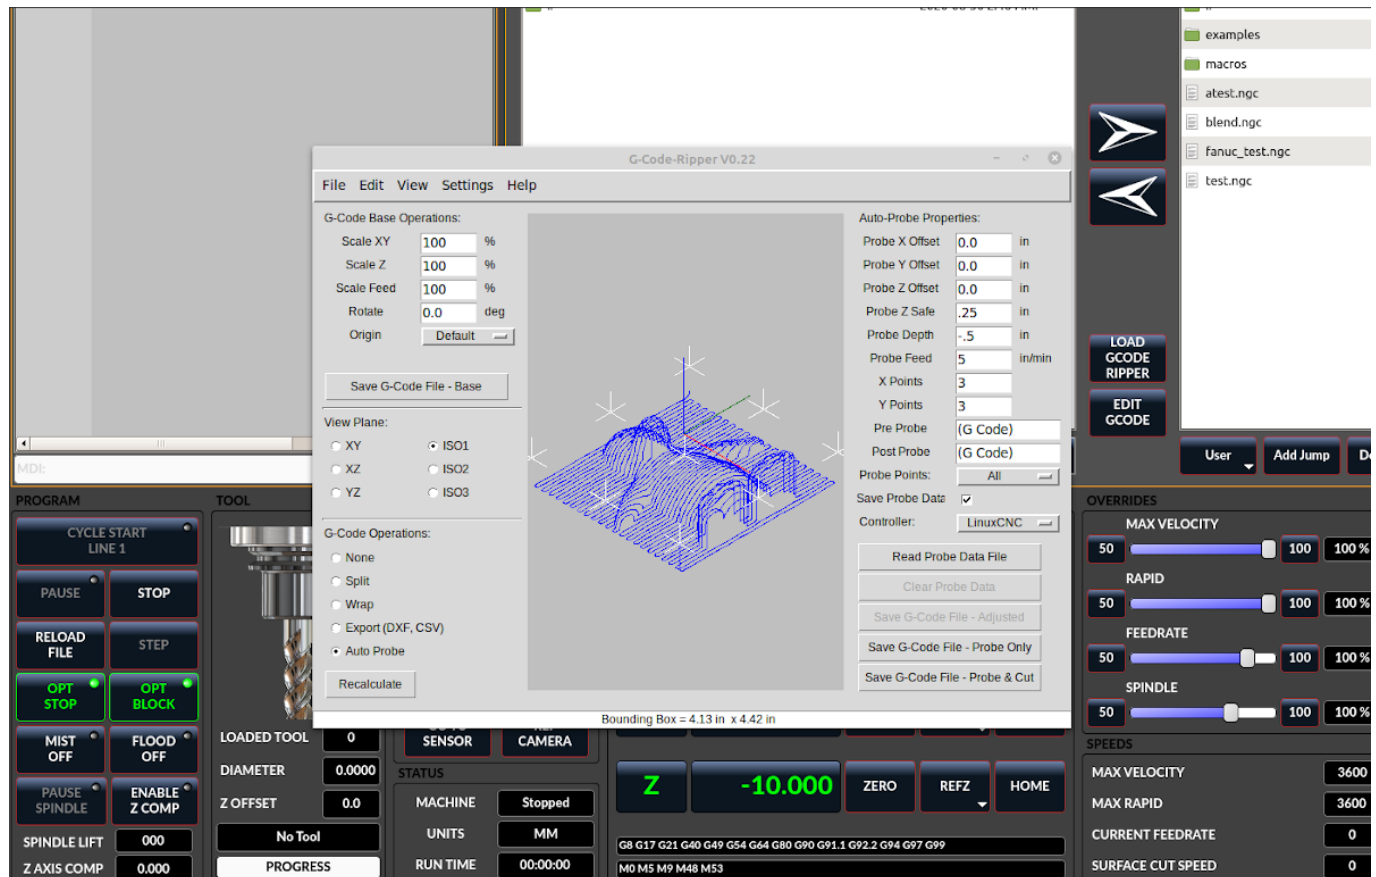 examples
macros
atest.ngc
blend.ngc
fanuc_test.ngc
test.ngc
G-Code-Ripper V0.22
File Edit View Settings Help
G-Code Base Operations:
Scale XY 100 %
Scale Z 100 %
Scale Feed 100 %
Rotate 0.0 deg
Origin Default
Save G-Code File - Base
View Plane:
XY ISO1
XZ ISO2
YZ ISO3
G-Code Operations:
None
Split
Wrap
Export (DXF, CSV)
Auto Probe
Recalculate
Auto-Probe Properties:
Probe X Offset 0.0 in
Probe Y Offset 0.0 in
Probe Z Offset 0.0 in
Probe Z Safe .25 in
Probe Depth -.5 in
Probe Feed 5 in/min
X Points 3
Y Points 3
Pre Probe (G Code)
Post Probe (G Code)
Probe Points: All
Save Probe Data
Controller: LinuxCNC
Read Probe Data File
Clear Probe Data
Save G-Code File - Adjusted
Save G-Code File - Probe Only
Save G-Code File - Probe & Cut
Bounding Box = 4.13 in x 4.42 in
LOAD
GCODE
RIPPER
EDIT
GCODE
User Add Jump
MDI:
PROGRAM
CYCLE START
LINE 1
PAUSE STOP
RELOAD
FILE
STEP
OPT
STOP
OPT
BLOCK
MIST
OFF
FLOOD
OFF
PAUSE
SPINDLE
ENABLE
Z COMP
SPINDLE LIFT 000
Z AXIS COMP 0.000
TOOL
LOADED TOOL 0
DIAMETER 0.0000
Z OFFSET 0.0
No Tool
PROGRESS
SENSOR
CAMERA
STATUS
MACHINE Stopped
UNITS MM
RUN TIME 00:00:00
Z -10.000 ZERO REFZ HOME
G8 G17 G21 G40 G49 G54 G64 G80 G90 G91.1 G92.2 G94 G97 G99
M0 M5 M9 M48 M53
OVERRIDES
MAX VELOCITY
50 100 100 %
RAPID
50 100 100 %
FEEDRATE
50 100 100 %
SPINDLE
50 100 100 %
SPEEDS
MAX VELOCITY 3600
MAX RAPID 3600
CURRENT FEEDRATE 0
SURFACE CUT SPEED 0